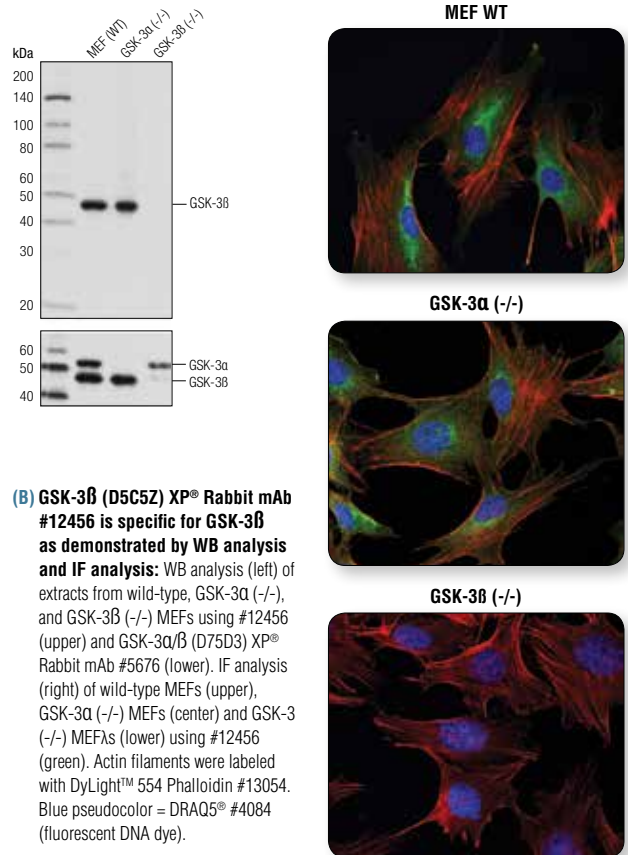 MEF (WT)
GSK-3α (-/-)
GSK-3ß (-/-)
kDa
200
140
100
80
60
50
40
30
20
GSK-3ß
60
50
40
GSK-3α
GSK-3ß
(B) GSK-3ß (D5C5Z) XP® Rabbit mAb
#12456 is specific for GSK-3ß
as demonstrated by WB analysis
and IF analysis: WB analysis (left) of
extracts from wild-type, GSK-3α (-/-),
and GSK-3ß (-/-) MEFs using #12456
(upper) and GSK-3α/ß (D75D3) XP®
Rabbit mAb #5676 (lower). IF analysis
(right) of wild-type MEFs (upper),
GSK-3α (-/-) MEFs (center) and GSK-3
(-/-) MEFλs (lower) using #12456
(green). Actin filaments were labeled
with DyLight™ 554 Phalloidin #13054.
Blue pseudocolor = DRAQ5® #4084
(fluorescent DNA dye).
MEF WT
GSK-3α (-/-)
GSK-3ß (-/-)